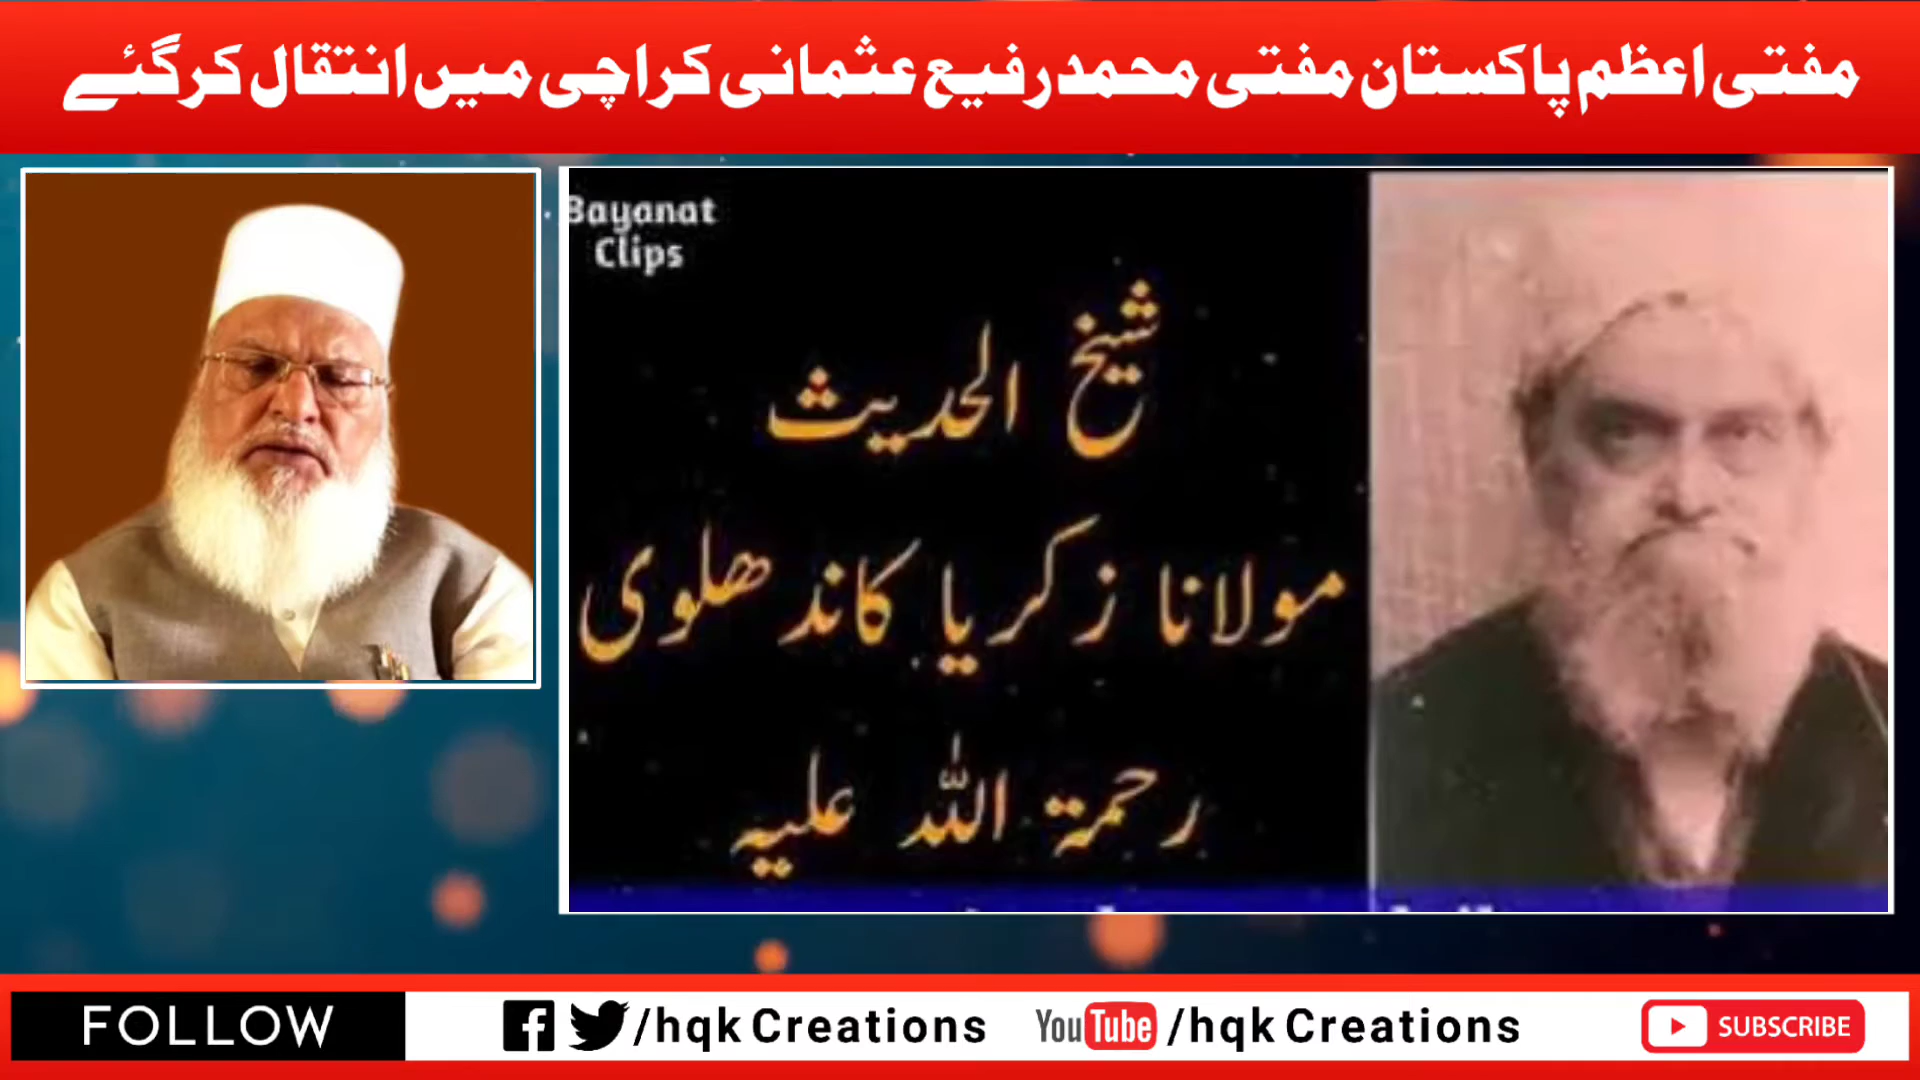 مفتی اعظم پاکستان مفتی محمد رفیع عثمانی کراچی میں انتقال کرگئے
Bayanat
Clips
شیخ الحدیث
مولانا زکریا کاندھلوی
رحمۃ اللہ علیہ
FOLLOW
/hqk Creations
YouTube /hqk Creations
SUBSCRIBE